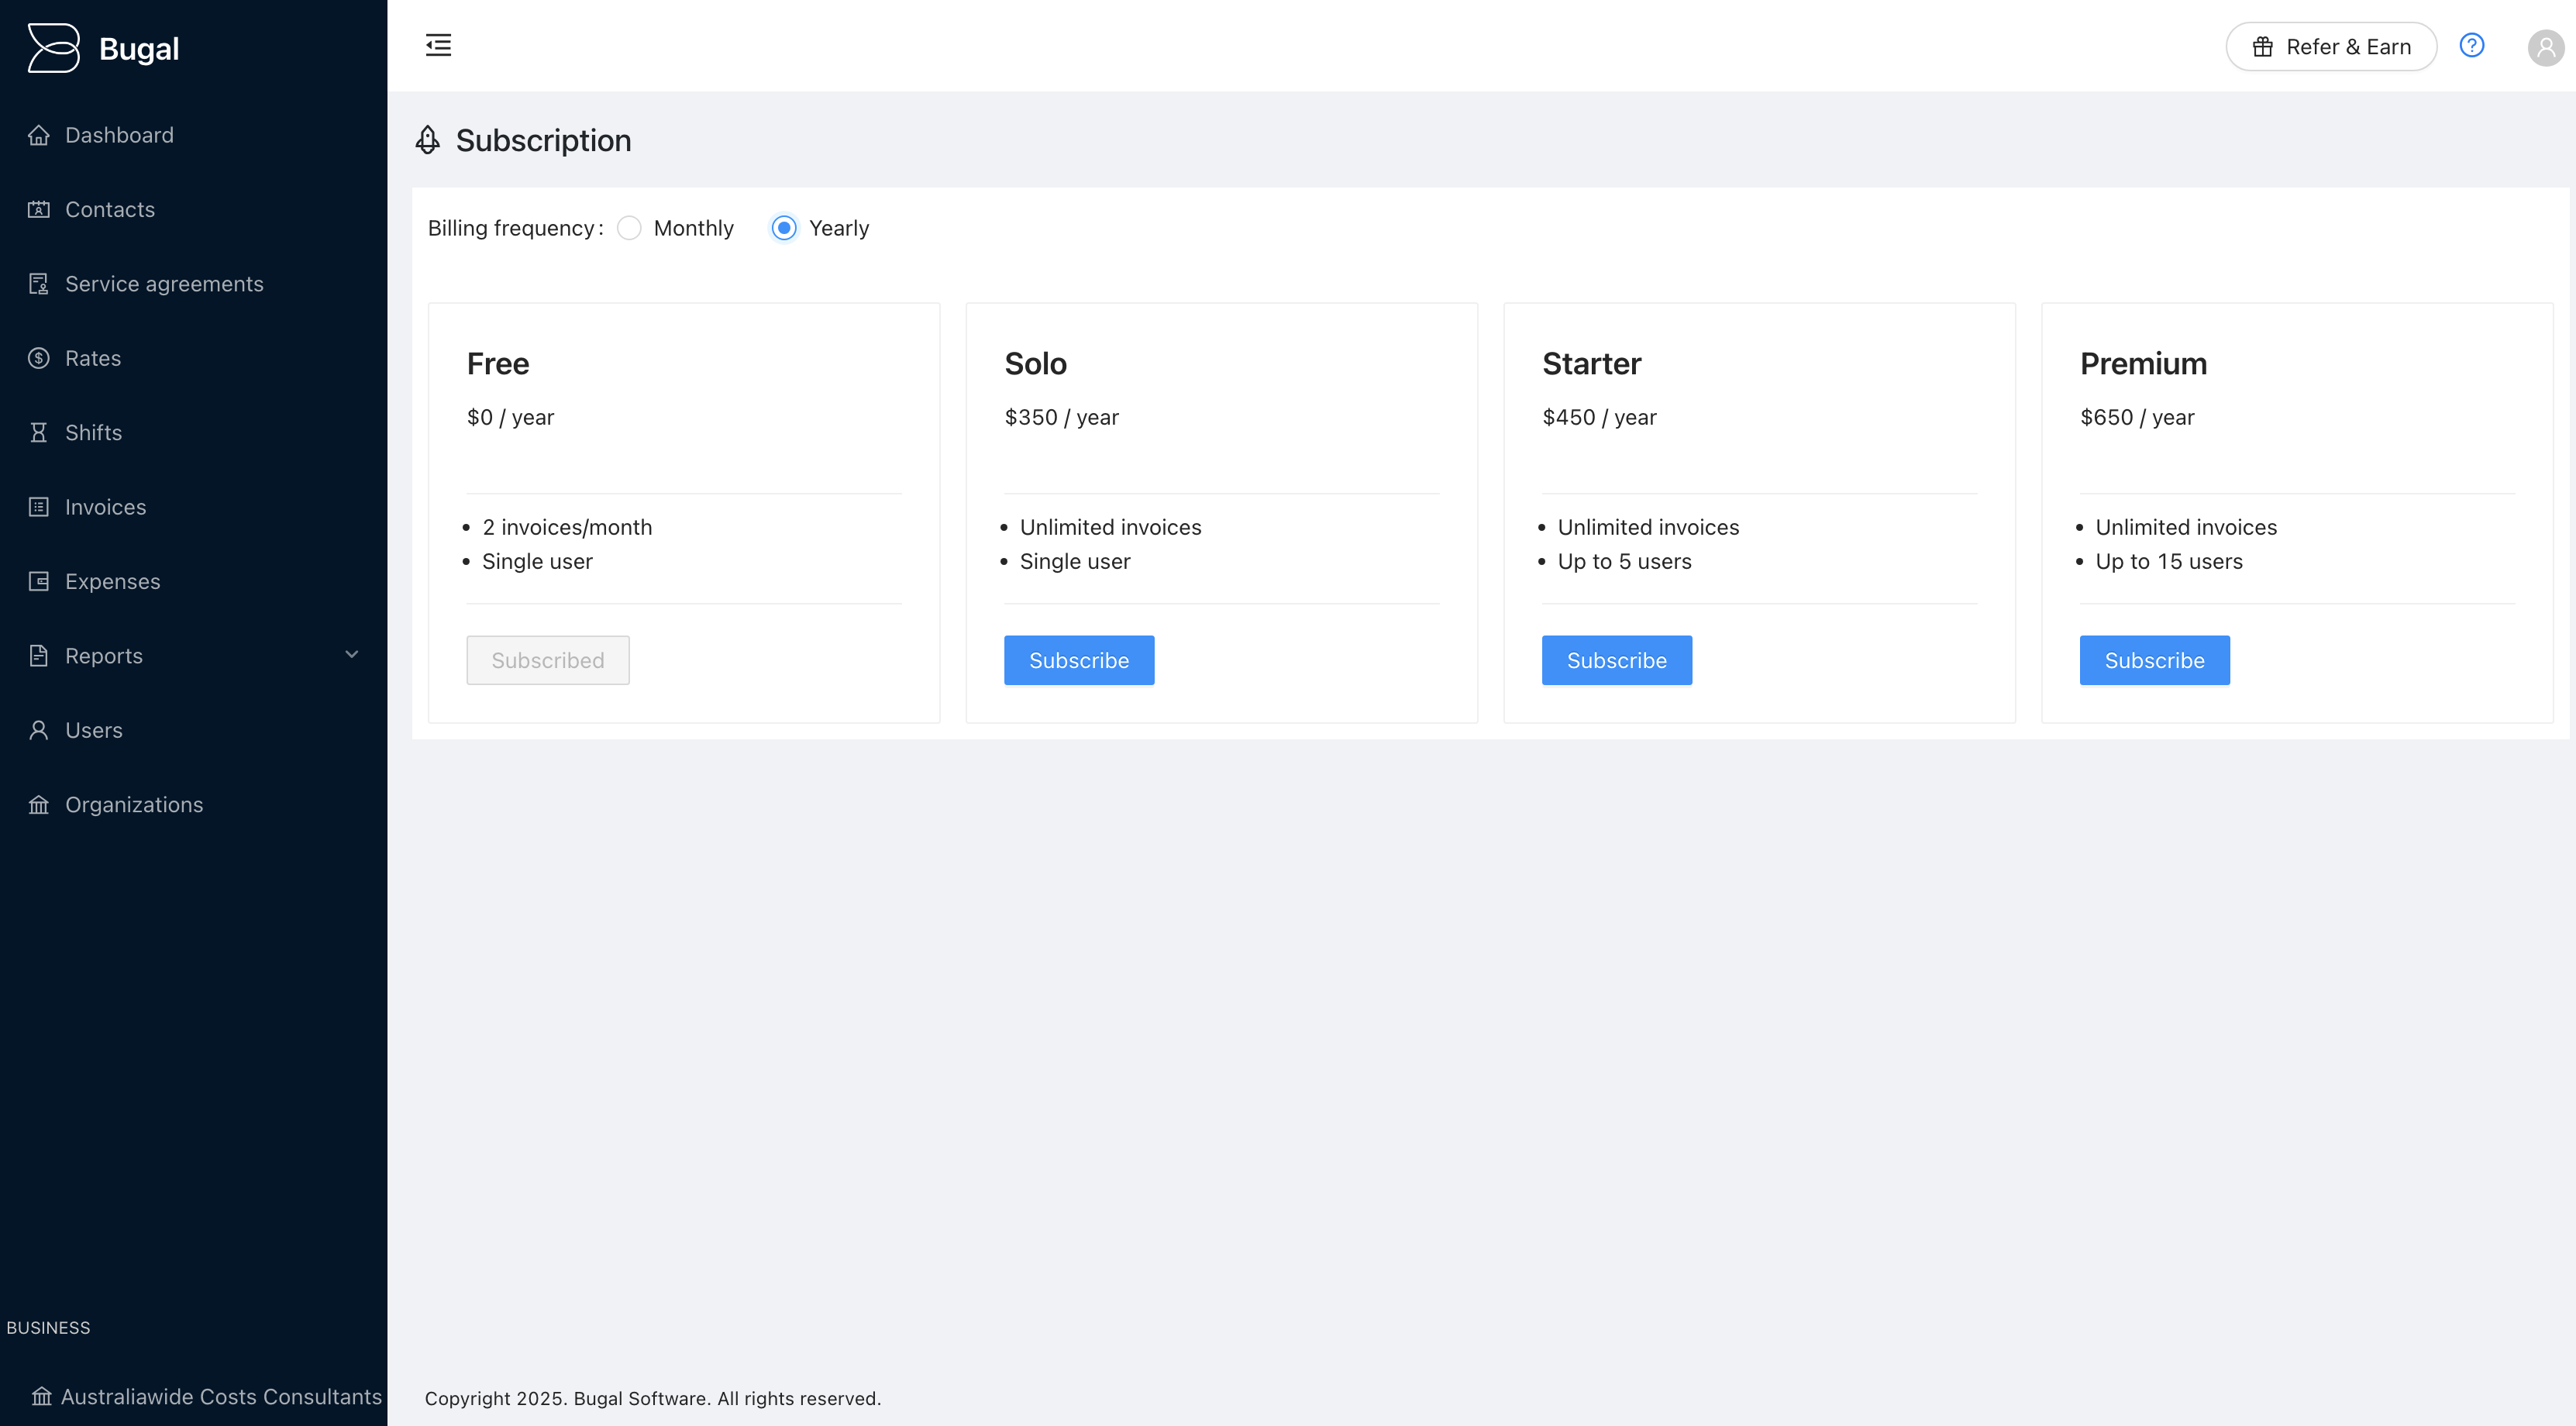 Bugal
Dashboard
Contacts
Service agreements
Rates
Shifts
Invoices
Expenses
Reports
Users
Organizations
BUSINESS
Australiawide Costs Consultants
Refer & Earn
Subscription
Billing frequency: Monthly Yearly
Free
$0 / year
2 invoices/month
Single user
Subscribed
Solo
$350 / year
Unlimited invoices
Single user
Subscribe
Starter
$450 / year
Unlimited invoices
Up to 5 users
Subscribe
Premium
$650 / year
Unlimited invoices
Up to 15 users
Subscribe
Copyright 2025. Bugal Software. All rights reserved.